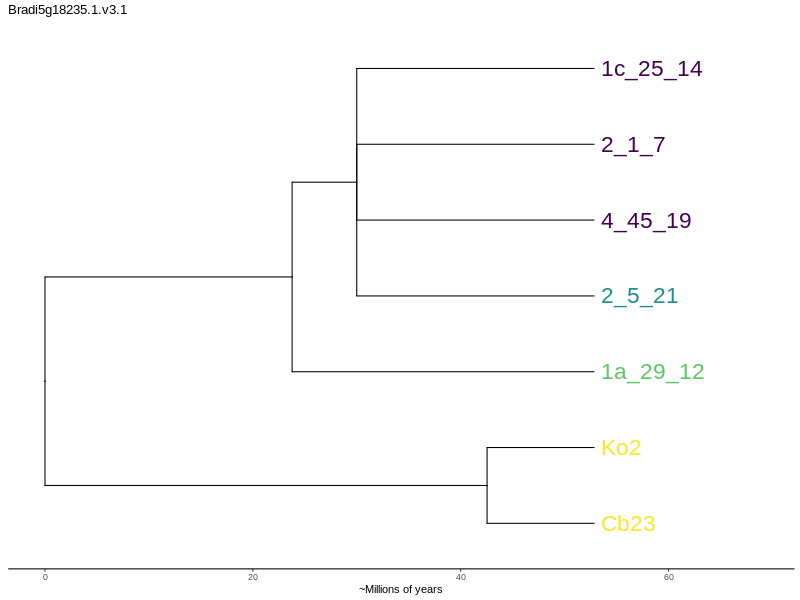 Bradi5g18235.1.v3.1
1c_25_14
2_1_7
4_45_19
2_5_21
1a_29_12
Ko2
Cb23
0 20 40 60
~Millions of years